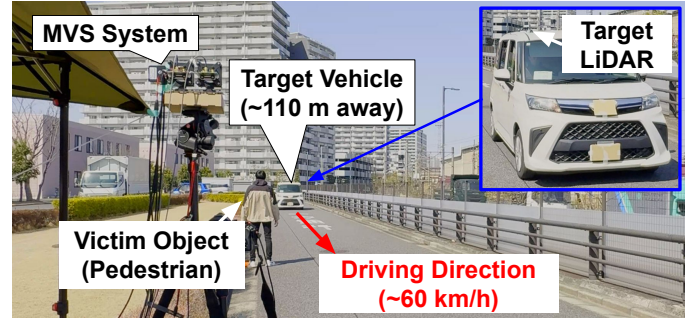 MVS System
Target Vehicle
(~110 m away)
Target
LiDAR
Victim Object
(Pedestrian)
Driving Direction
(~60 km/h)